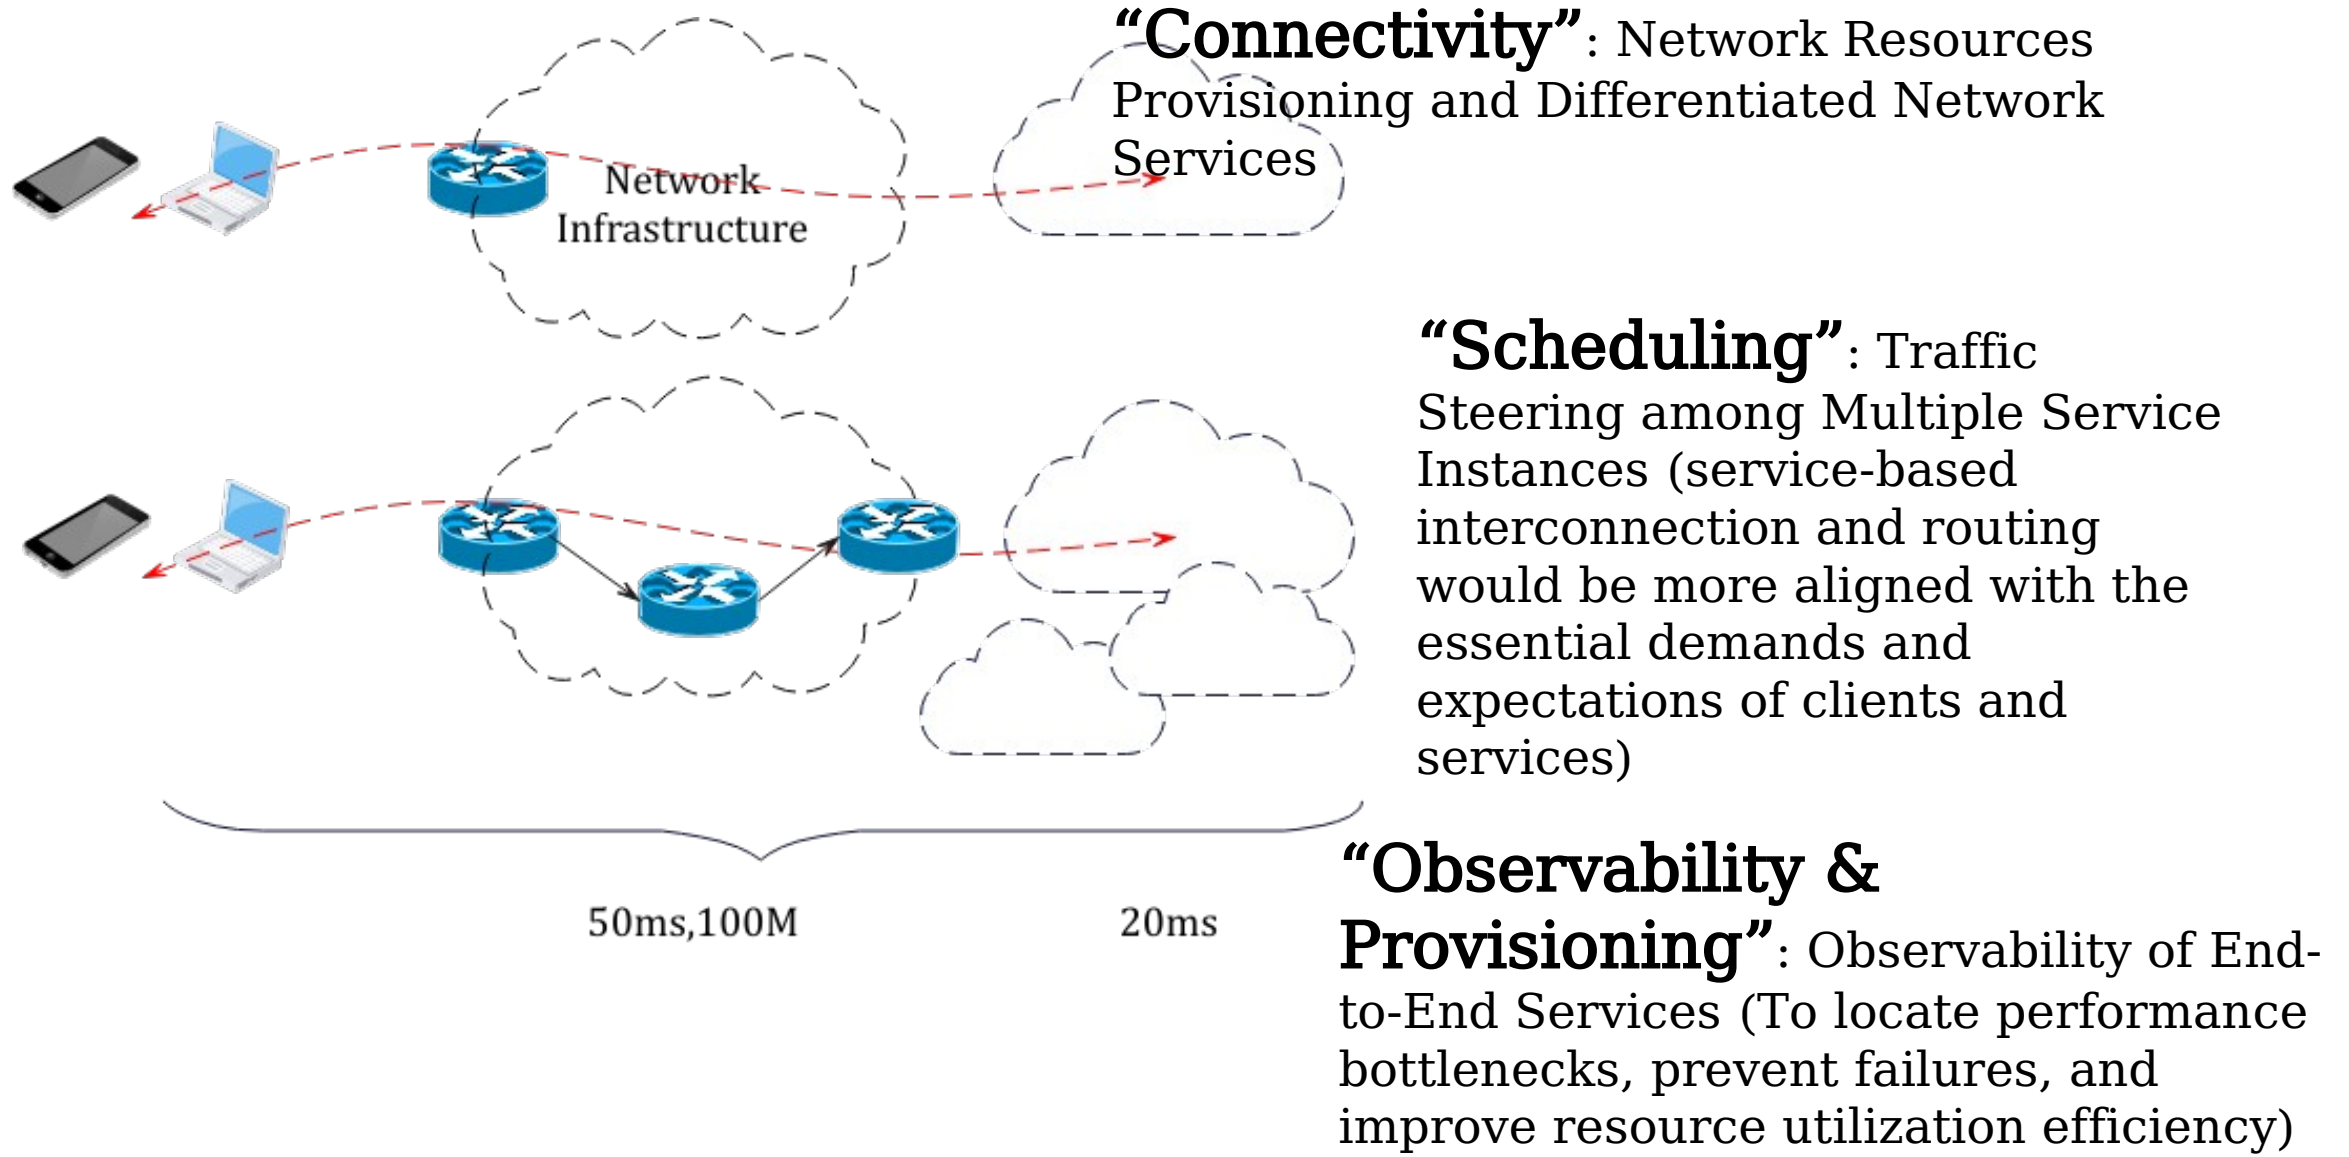 “Connectivity”: Network Resources
Provisioning and Differentiated Network
Services
Network
Infrastructure
“Scheduling”: Traffic
Steering among Multiple Service
Instances (service-based
interconnection and routing
would be more aligned with the
essential demands and
expectations of clients and
services)
50ms,100M
20ms
“Observability &
Provisioning”: Observability of End-
to-End Services (To locate performance
bottlenecks, prevent failures, and
improve resource utilization efficiency)